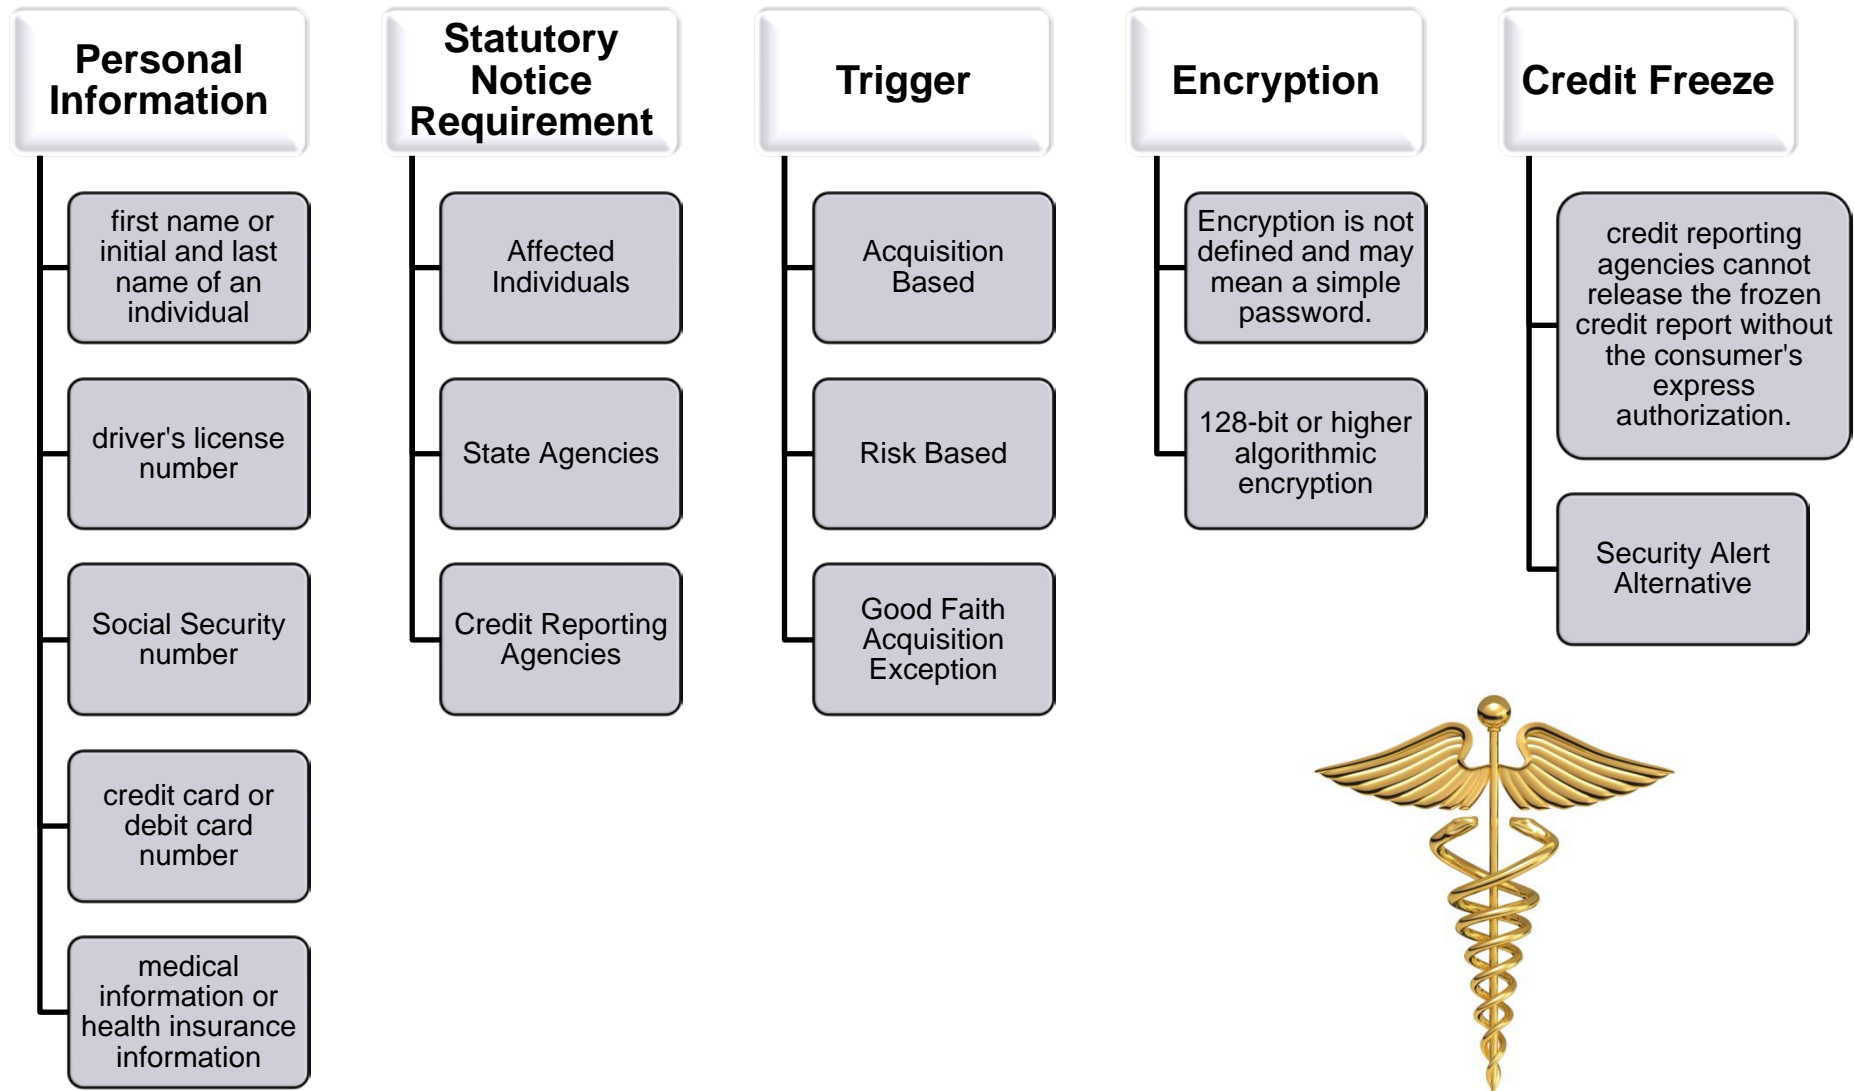 Personal
Information
first name or
initial and last
name of an
individual
driver's license
number
Social Security
number
credit card or
debit card
number
medical
information or
health insurance
information
Statutory
Notice
Requirement
Affected
Individuals
State Agencies
Credit Reporting
Agencies
Trigger
Acquisition
Based
Risk Based
Good Faith
Acquisition
Exception
Encryption
Encryption is not
defined and may
mean a simple
password.
128-bit or higher
algorithmic
encryption
Credit Freeze
credit reporting
agencies cannot
release the frozen
credit report without
the consumer's
express
authorization.
Security Alert
Alternative